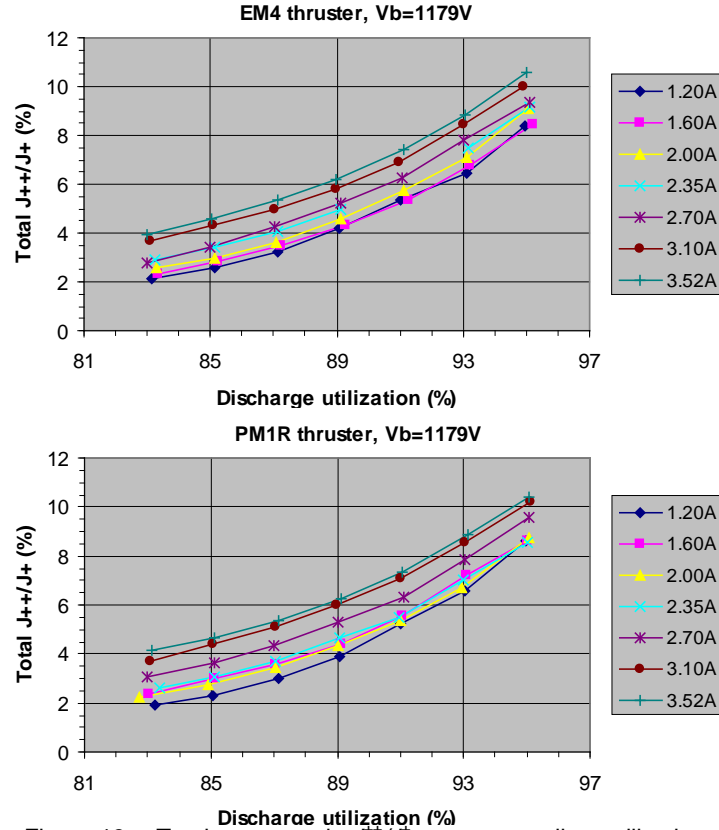 EM4 thruster, Vb=1179V
12
10
8
6
4
2
0
Total J++/J+ (%)
81 85 89 93 97
Discharge utilization (%)
1.20A
1.60A
2.00A
2.35A
2.70A
3.10A
3.52A
PM1R thruster, Vb=1179V
12
10
8
6
4
2
0
Total J++/J+ (%)
81 85 89 93 97
Discharge utilization (%)
1.20A
1.60A
2.00A
2.35A
2.70A
3.10A
3.52A